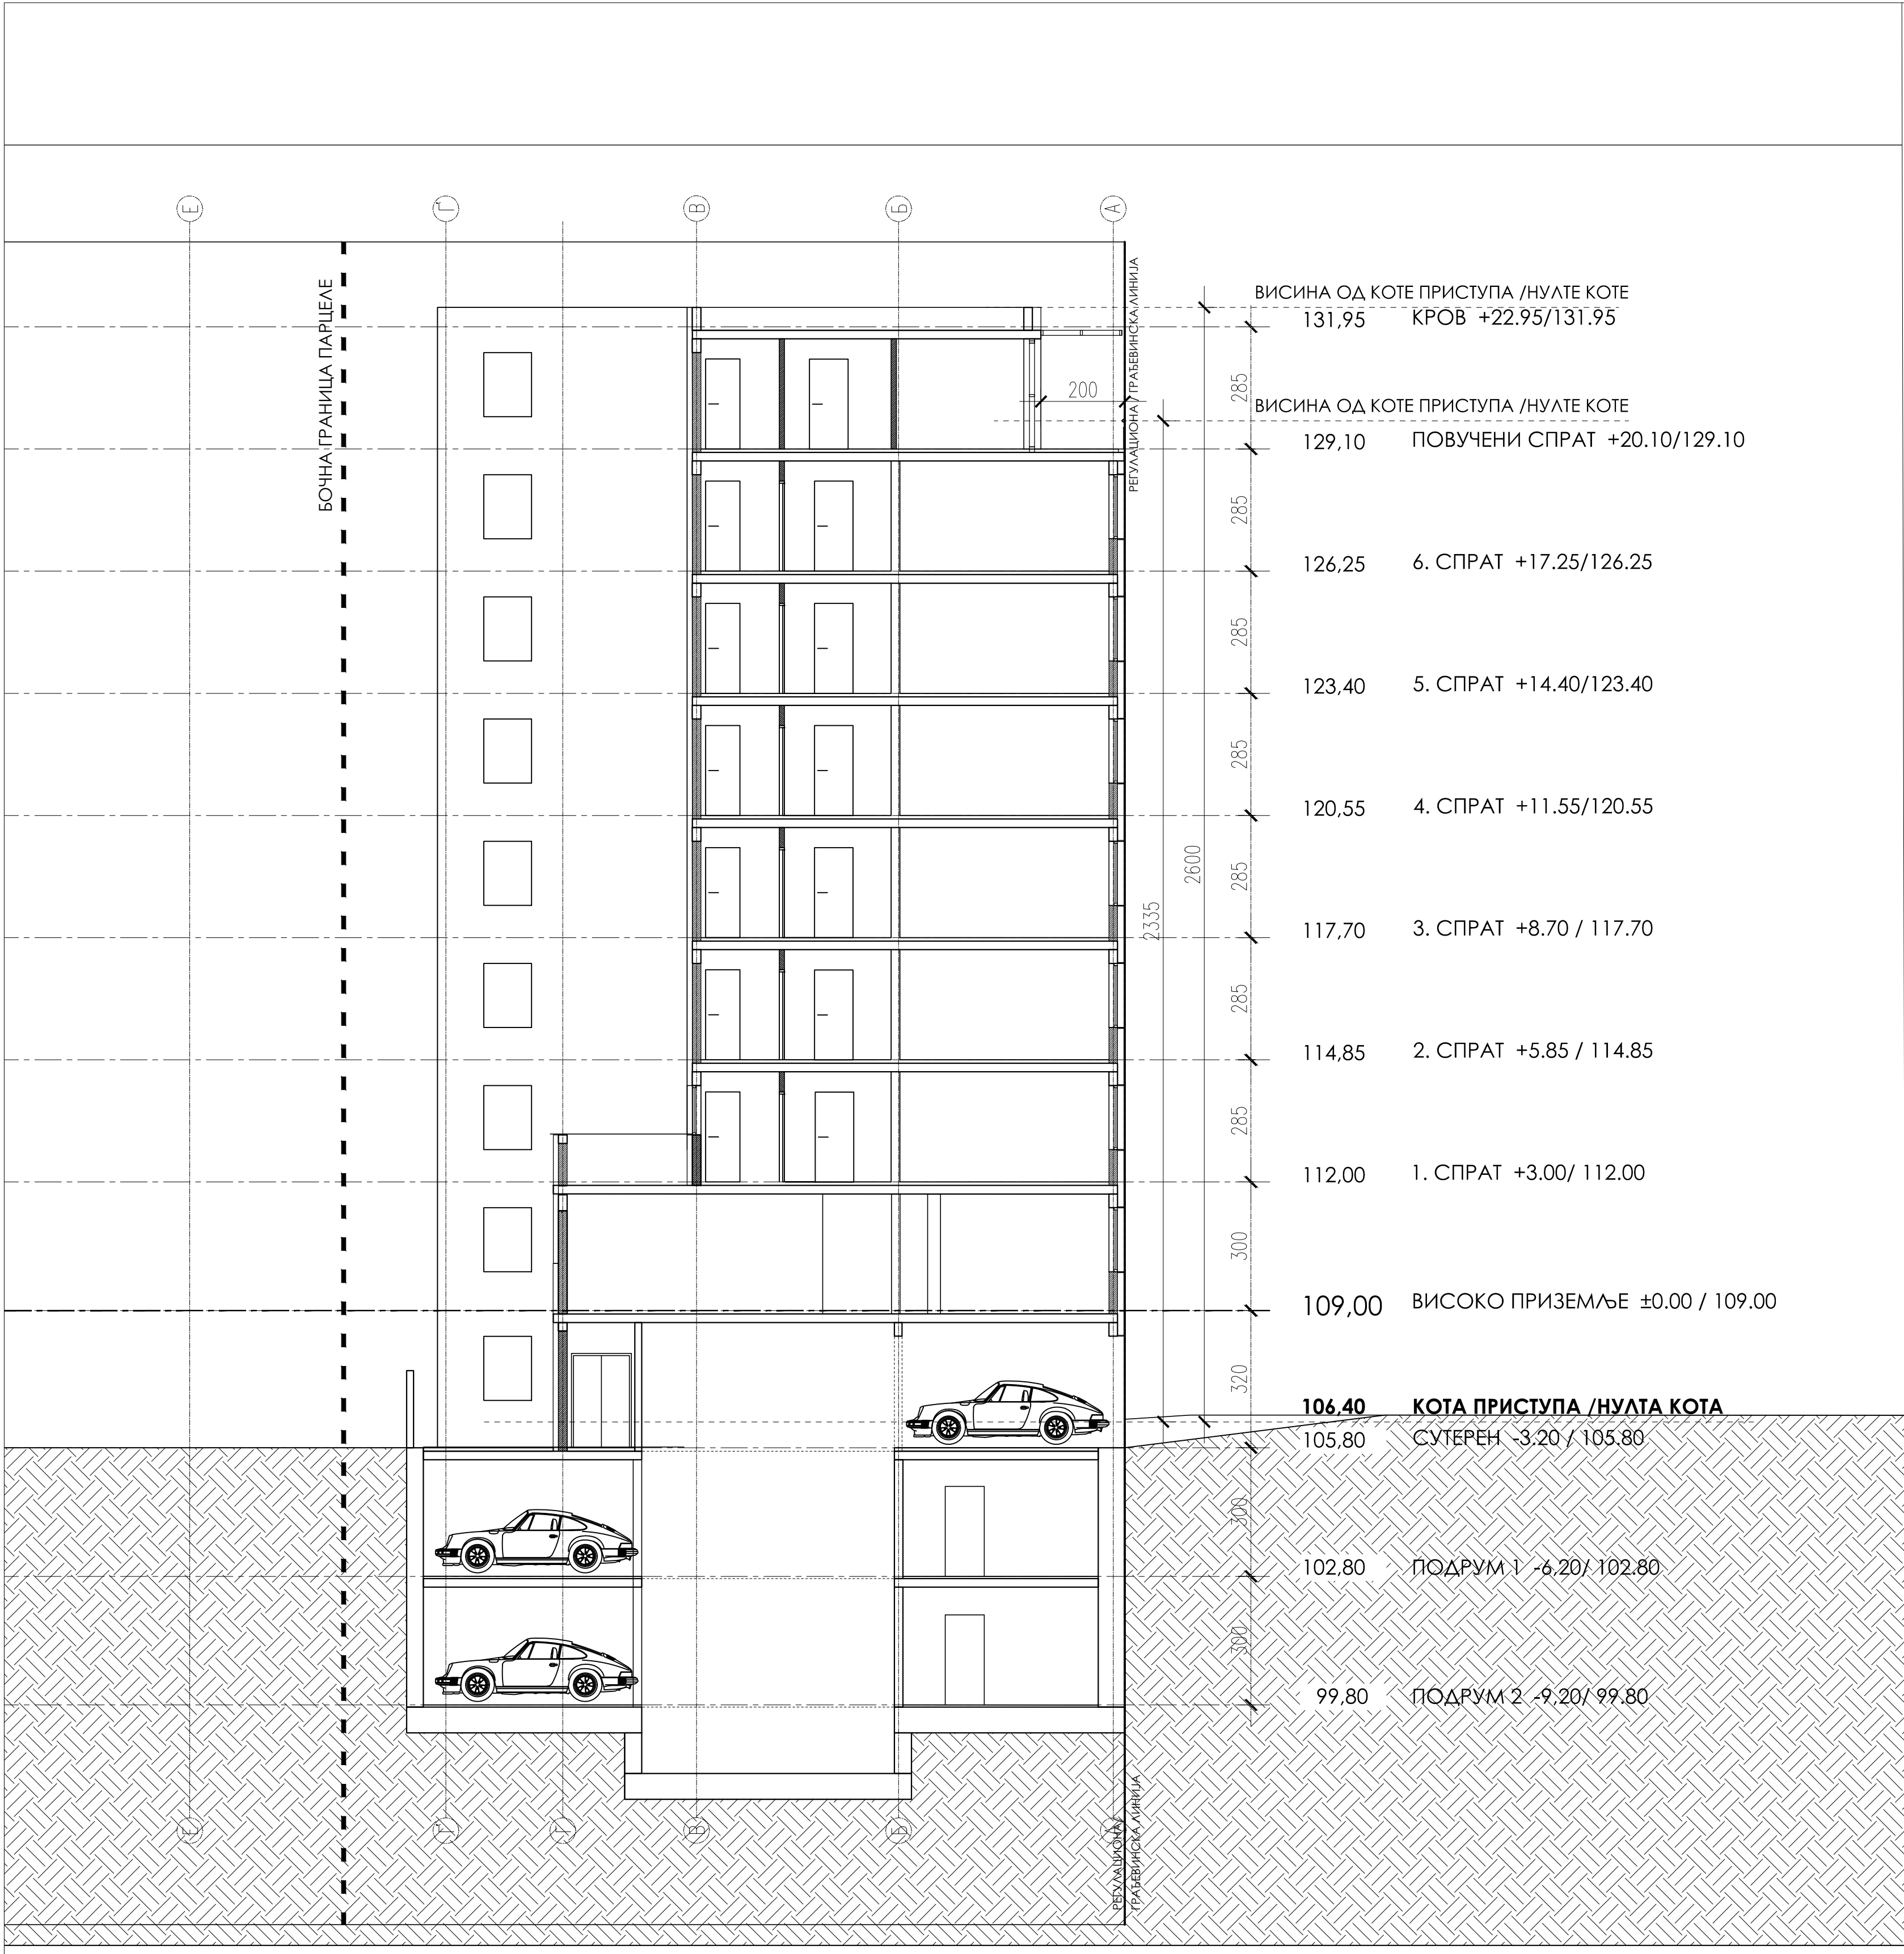 Е
Г
В
Б
А
БОЧНА ГРАНИЦА ПАРЦЕЛЕ
РЕГУЛАЦИОНА / ГРАЂЕВИНСКА ЛИНИЈА
ВИСИНА ОД КОТЕ ПРИСТУПА /НУЛТЕ КОТЕ
131,95 КРОВ +22.95/131.95
285
200
ВИСИНА ОД КОТЕ ПРИСТУПА /НУЛТЕ КОТЕ
129,10 ПОВУЧЕНИ СПРАТ +20.10/129.10
285
126,25 6. СПРАТ +17.25/126.25
285
123,40 5. СПРАТ +14.40/123.40
285
120,55 4. СПРАТ +11.55/120.55
285
2600
2335
117,70 3. СПРАТ +8.70 / 117.70
285
114,85 2. СПРАТ +5.85 / 114.85
285
112,00 1. СПРАТ +3.00/ 112.00
300
109,00 ВИСОКО ПРИЗЕМЉЕ ±0.00 / 109.00
320
106,40 КОТА ПРИСТУПА /НУЛТА КОТА
105,80 СУТЕРЕН -3.20 / 105.80
300
102,80 ПОДРУМ 1 -6,20/ 102.80
300
99,80 ПОДРУМ 2 -9,20/ 99.80
Е
Г
Г
В
Б
А
РЕГУЛАЦИОНА /
ГРАЂЕВИНСКА ЛИНИЈА